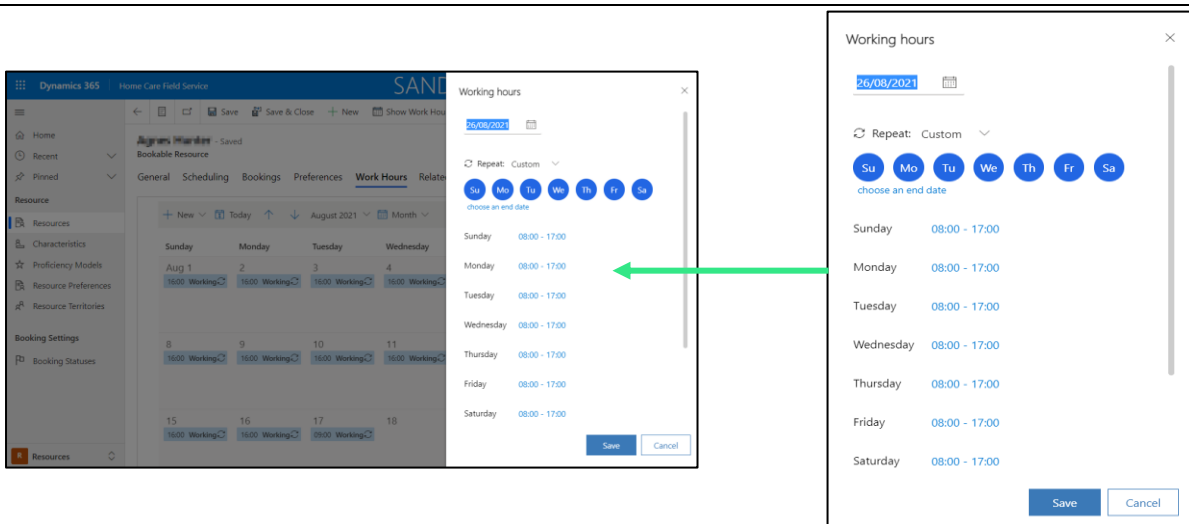 Dynamics 365 Home Care Field Service SAND
Save Save & Close + New Show Work Hou
- Saved
Bookable Resource
General Scheduling Bookings Preferences Work Hours Relate
Home
Recent
Pinned
Resource
Resources
Characteristics
Proficiency Models
Resource Preferences
Resource Territories
Booking Settings
Booking Statuses
R Resources
+ New Today August 2021 Month
Sunday Monday Tuesday Wednesday
Aug 1 2 3 4
16:00 Working 16:00 Working 16:00 Working 16:00 Working
8 9 10 11
16:00 Working 16:00 Working 16:00 Working 16:00 Working
15 16 17 18
16:00 Working 16:00 Working 09:00 Working
Working hours
26/08/2021
Repeat: Custom
Su Mo Tu We Th Fr Sa
choose an end date
Sunday 08:00 - 17:00
Monday 08:00 - 17:00
Tuesday 08:00 - 17:00
Wednesday 08:00 - 17:00
Thursday 08:00 - 17:00
Friday 08:00 - 17:00
Saturday 08:00 - 17:00
Save Cancel
Working hours
26/08/2021
Repeat: Custom
Su Mo Tu We Th Fr Sa
choose an end date
Sunday 08:00 - 17:00
Monday 08:00 - 17:00
Tuesday 08:00 - 17:00
Wednesday 08:00 - 17:00
Thursday 08:00 - 17:00
Friday 08:00 - 17:00
Saturday 08:00 - 17:00
Save Cancel